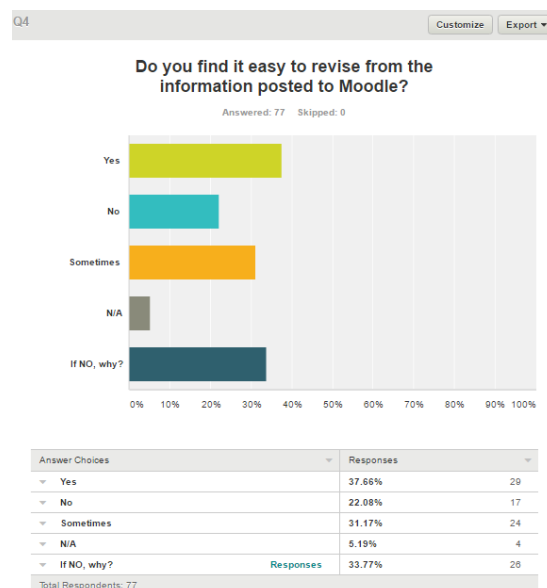 Q4
Customize Export
Do you find it easy to revise from the
information posted to Moodle?
Answered: 77 Skipped: 0
Yes
No
Sometimes
N/A
If NO, why?
0% 10% 20% 30% 40% 50% 60% 70% 80% 90% 100%
Answer Choices Responses
Yes 37.66% 29
No 22.08% 17
Sometimes 31.17% 24
N/A 5.19% 4
If NO, why? Responses 33.77% 26
Total Respondents: 77